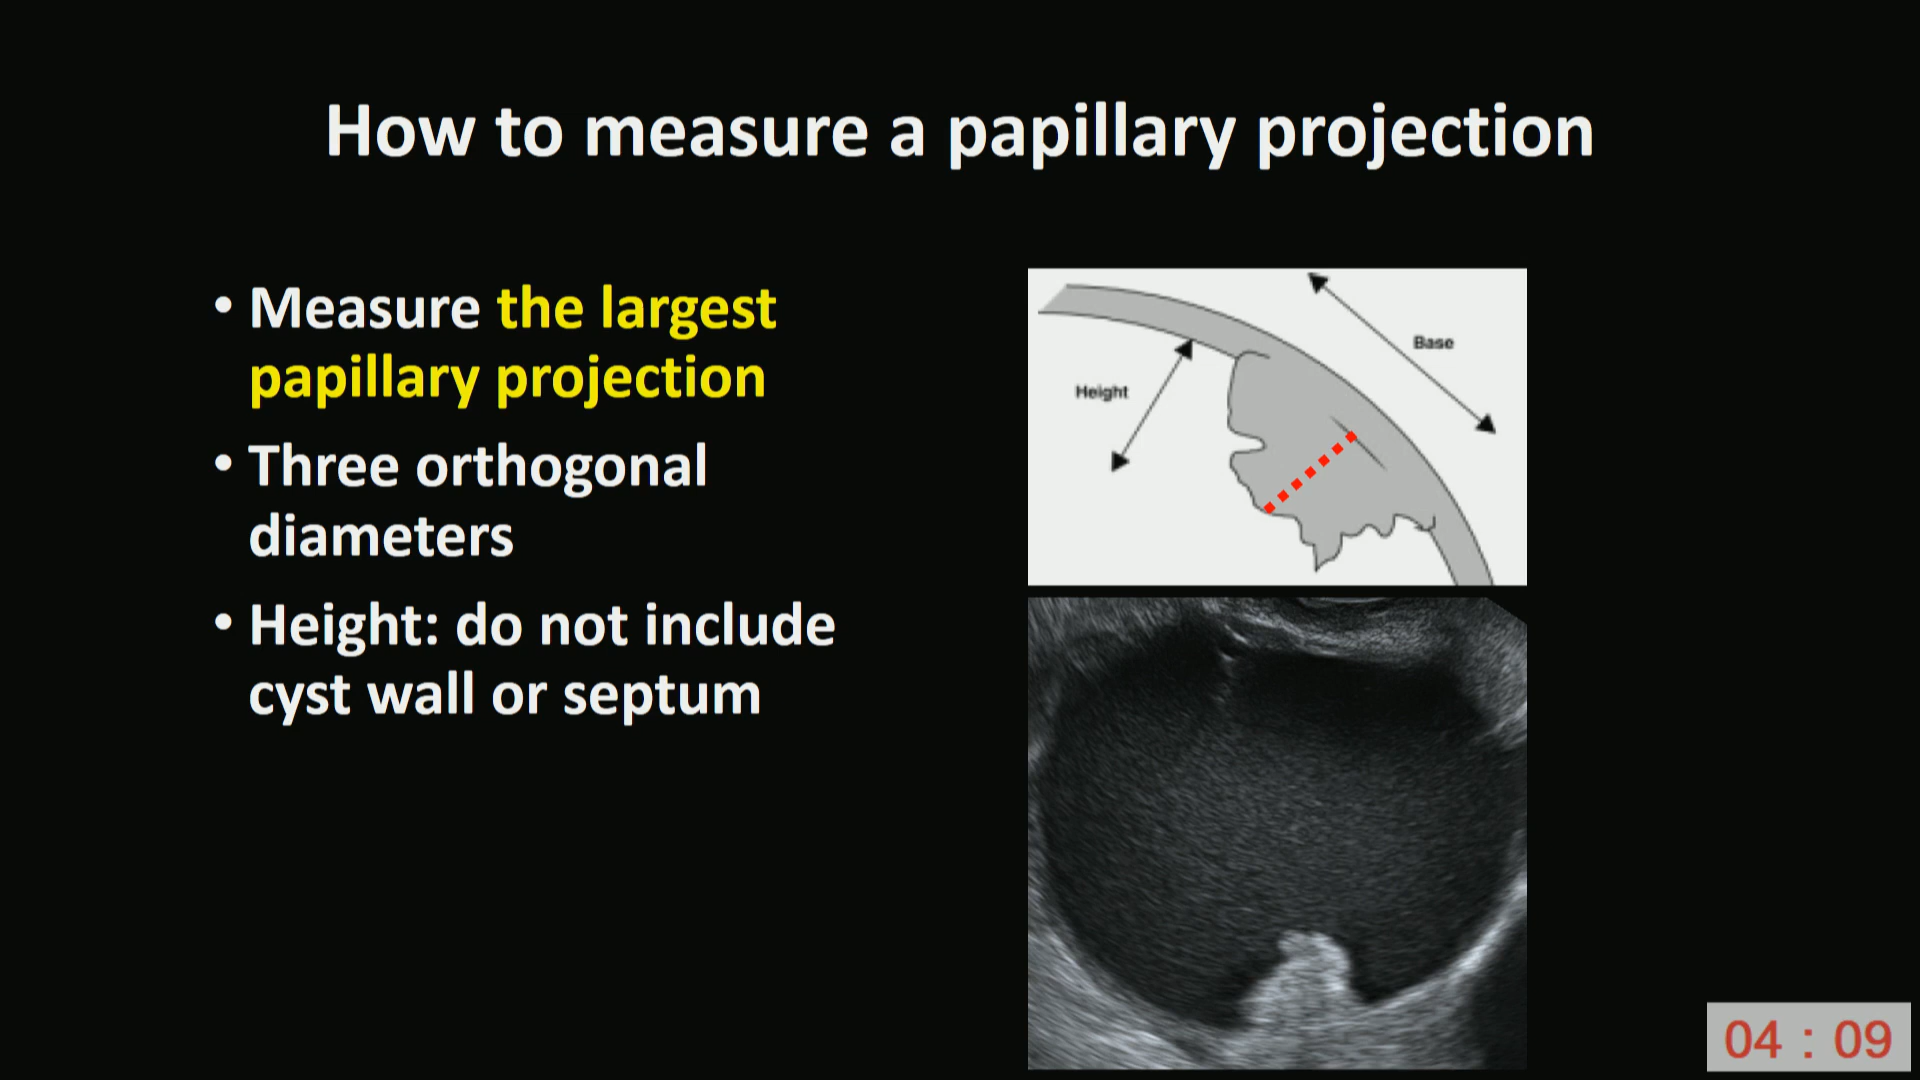 How to measure a papillary projection
• Measure the largest
papillary projection
• Three orthogonal
diameters
• Height: do not include
cyst wall or septum
Base
Height
04 : 09